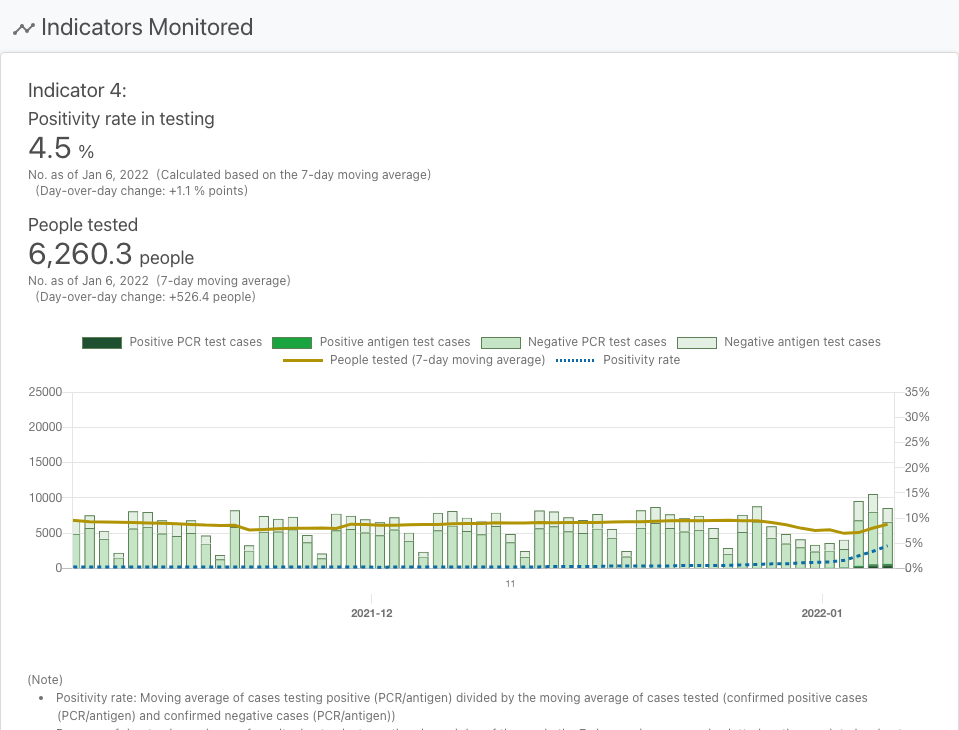 Indicators Monitored
Indicator 4:
Positivity rate in testing
4.5 %
No. as of Jan 6, 2022 (Calculated based on the 7-day moving average)
(Day-over-day change: +1.1 % points)
People tested
6,260.3 people
No. as of Jan 6, 2022 (7-day moving average)
(Day-over-day change: +526.4 people)
Positive PCR test cases Positive antigen test cases Negative PCR test cases Negative antigen test cases
People tested (7-day moving average) Positivity rate
25000 35%
30%
20000
25%
15000
20%
10000 15%
10%
5000
5%
0 0%
11
2021-12 2022-01
(Note)
• Positivity rate: Moving average of cases testing positive (PCR/antigen) divided by the moving average of cases tested (confirmed positive cases
(PCR/antigen) and confirmed negative cases (PCR/antigen))